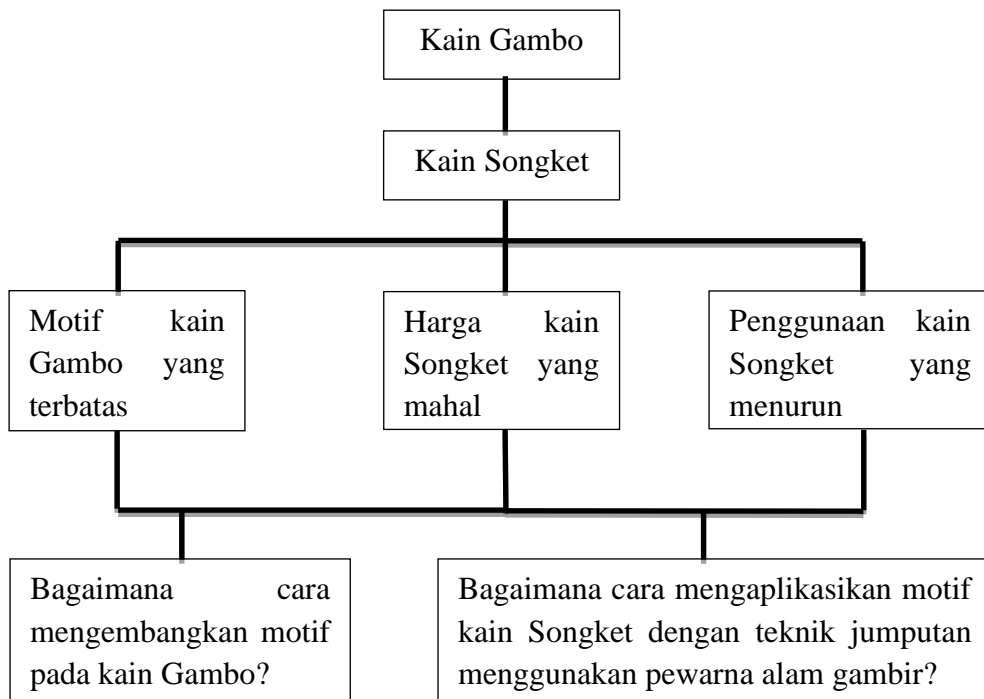 Kain Gambo
Kain Songket
Motif kain
Gambo yang
terbatas
Harga kain
Songket yang
mahal
Penggunaan kain
Songket yang
menurun
Bagaimana cara
mengembangkan motif
pada kain Gambo?
Bagaimana cara mengaplikasikan motif
kain Songket dengan teknik jumputan
menggunakan pewarna alam gambir?